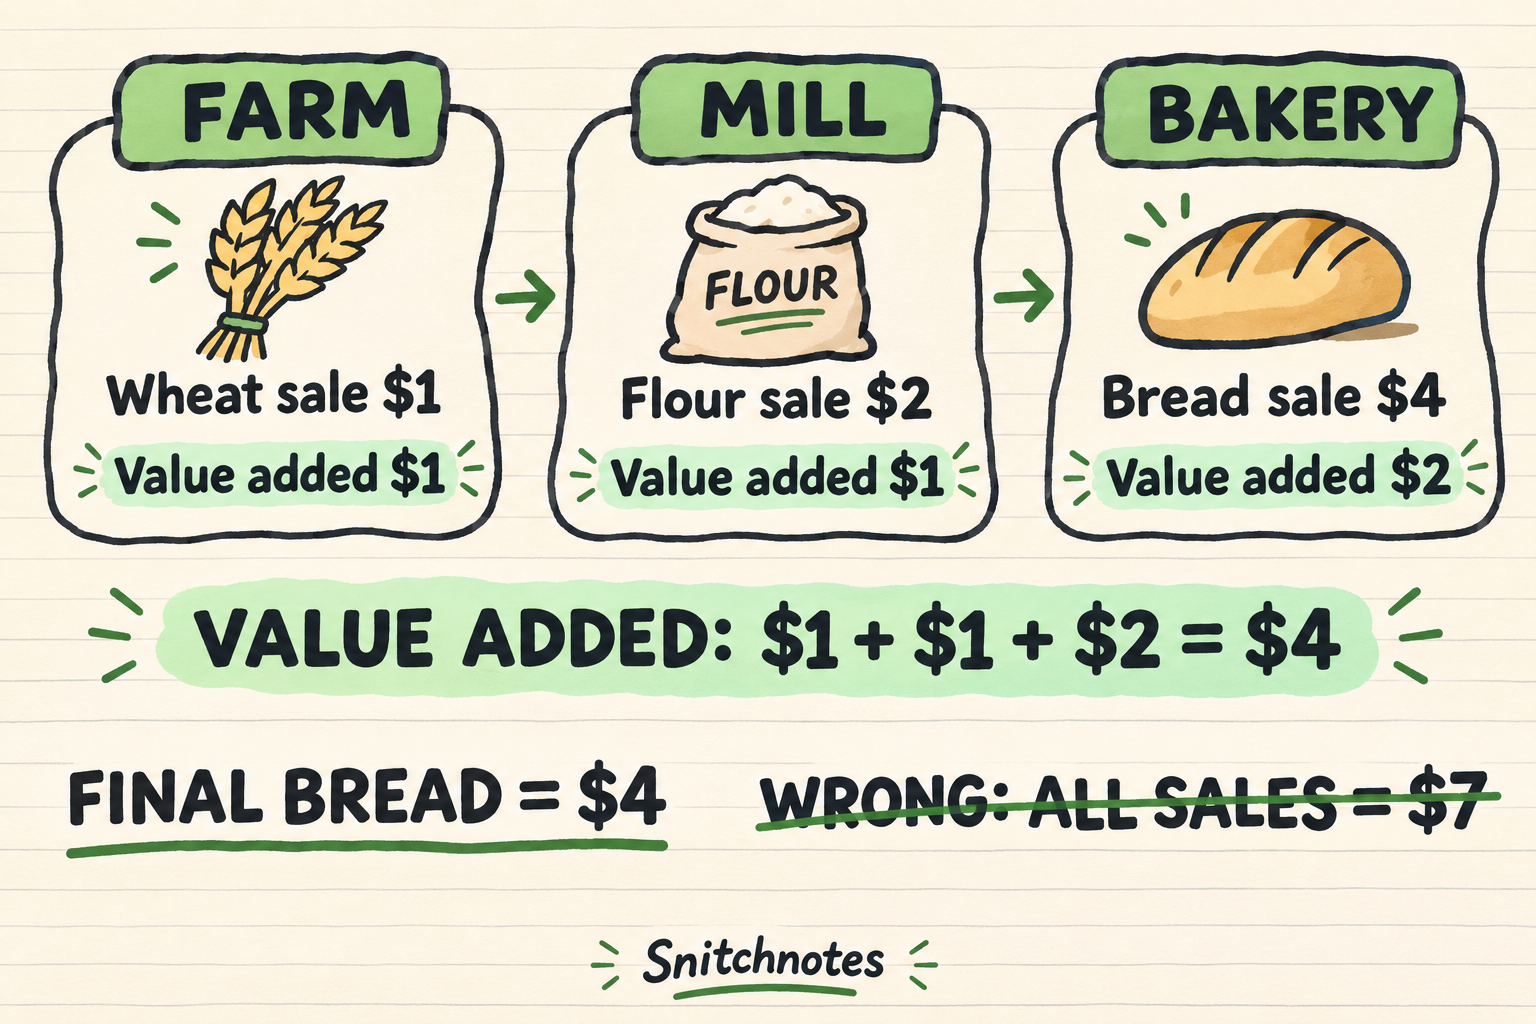 FARM
Wheat sale $1
Value added $1
MILL
FLOUR
Flour sale $2
Value added $1
BAKERY
Bread sale $4
Value added $2
VALUE ADDED: $1 + $1 + $2 = $4
FINAL BREAD = $4
WRONG: ALL SALES = $7
Snitchnotes